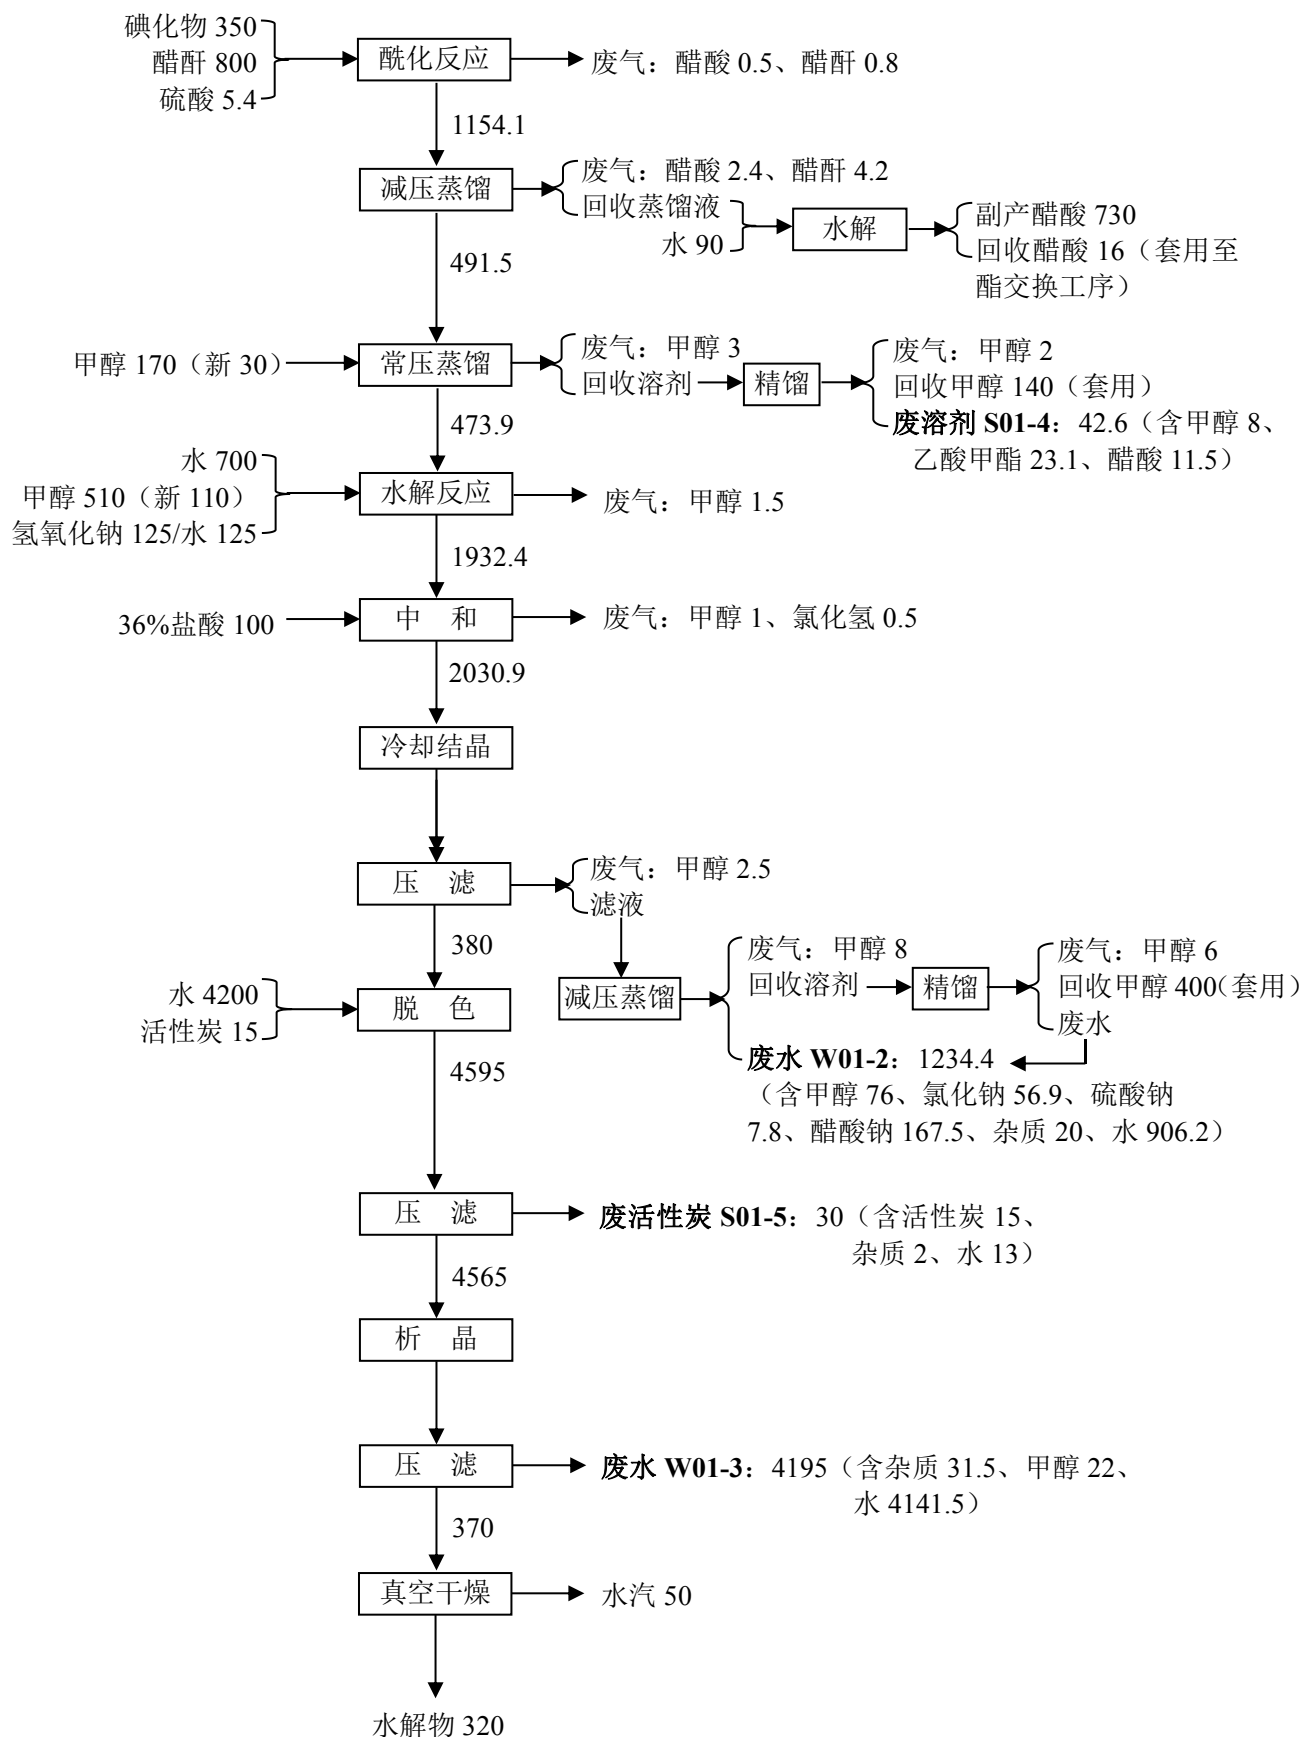 碘化物 350
醋酐 800
硫酸 5.4
酰化反应
废气：醋酸 0.5、醋酐 0.8
1154.1
减压蒸馏
废气：醋酸 2.4、醋酐 4.2
回收蒸馏液
水 90
水解
副产醋酸 730
回收醋酸 16（套用至
酯交换工序）
491.5
甲醇 170（新 30）
常压蒸馏
废气：甲醇 3
回收溶剂
精馏
废气：甲醇 2
回收甲醇 140（套用）
废溶剂 S01-4：42.6（含甲醇 8、
乙酸甲酯 23.1、醋酸 11.5）
473.9
水 700
甲醇 510（新 110）
氢氧化钠 125/水 125
水解反应
废气：甲醇 1.5
1932.4
36%盐酸 100
中 和
废气：甲醇 1、氯化氢 0.5
2030.9
冷却结晶
压 滤
废气：甲醇 2.5
滤液
380
减压蒸馏
废气：甲醇 8
回收溶剂
精馏
废气：甲醇 6
回收甲醇 400（套用）
废水
废水 W01-2：1234.4
（含甲醇 76、氯化钠 56.9、硫酸钠
7.8、醋酸钠 167.5、杂质 20、水 906.2）
水 4200
活性炭 15
脱 色
4595
压 滤
废活性炭 S01-5：30（含活性炭 15、
杂质 2、水 13）
4565
析 晶
压 滤
废水 W01-3：4195（含杂质 31.5、甲醇 22、
水 4141.5）
370
真空干燥
水汽 50
水解物 320